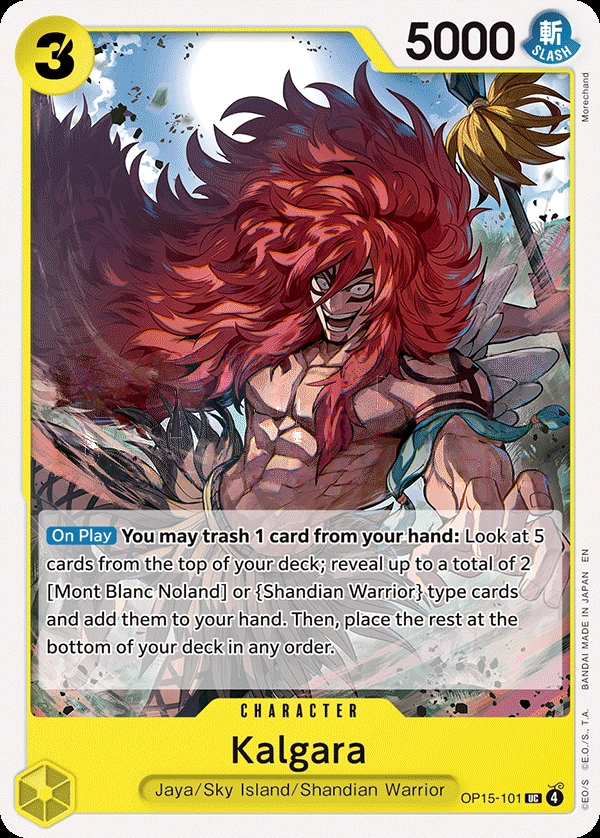 3
5000
斬
SLASH
Morechand
On Play You may trash 1 card from your hand: Look at 5
cards from the top of your deck; reveal up to a total of 2
[Mont Blanc Noland] or {Shandian Warrior} type cards
and add them to your hand. Then, place the rest at the
bottom of your deck in any order.
©E.O./S., T.A. BANDAI MADE IN JAPAN EN
©EO/S
CHARACTER
Kalgara
Jaya/Sky Island/Shandian Warrior
OP15-101 UC 4